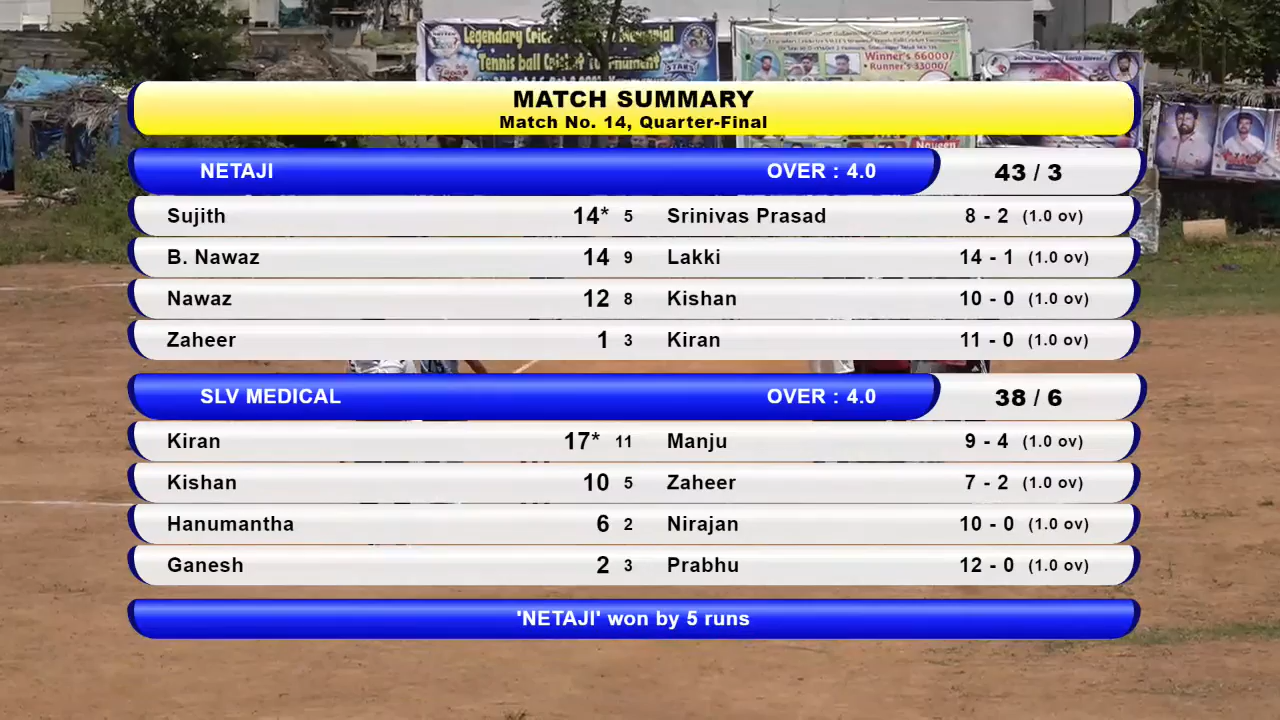 Legendary Cric Memorial
Tennis ball Cricket Tournament
Winner's 66000/
Runner's 33000/
STARS
MATCH SUMMARY
Match No. 14, Quarter-Final
Naveen
NETAJI OVER : 4.0 43 / 3
Sujith 14* 5 Srinivas Prasad 8 - 2 (1.0 ov)
B. Nawaz 14 9 Lakki 14 - 1 (1.0 ov)
Nawaz 12 8 Kishan 10 - 0 (1.0 ov)
Zaheer 1 3 Kiran 11 - 0 (1.0 ov)
SLV MEDICAL OVER : 4.0 38 / 6
Kiran 17* 11 Manju 9 - 4 (1.0 ov)
Kishan 10 5 Zaheer 7 - 2 (1.0 ov)
Hanumantha 6 2 Nirajan 10 - 0 (1.0 ov)
Ganesh 2 3 Prabhu 12 - 0 (1.0 ov)
'NETAJI' won by 5 runs